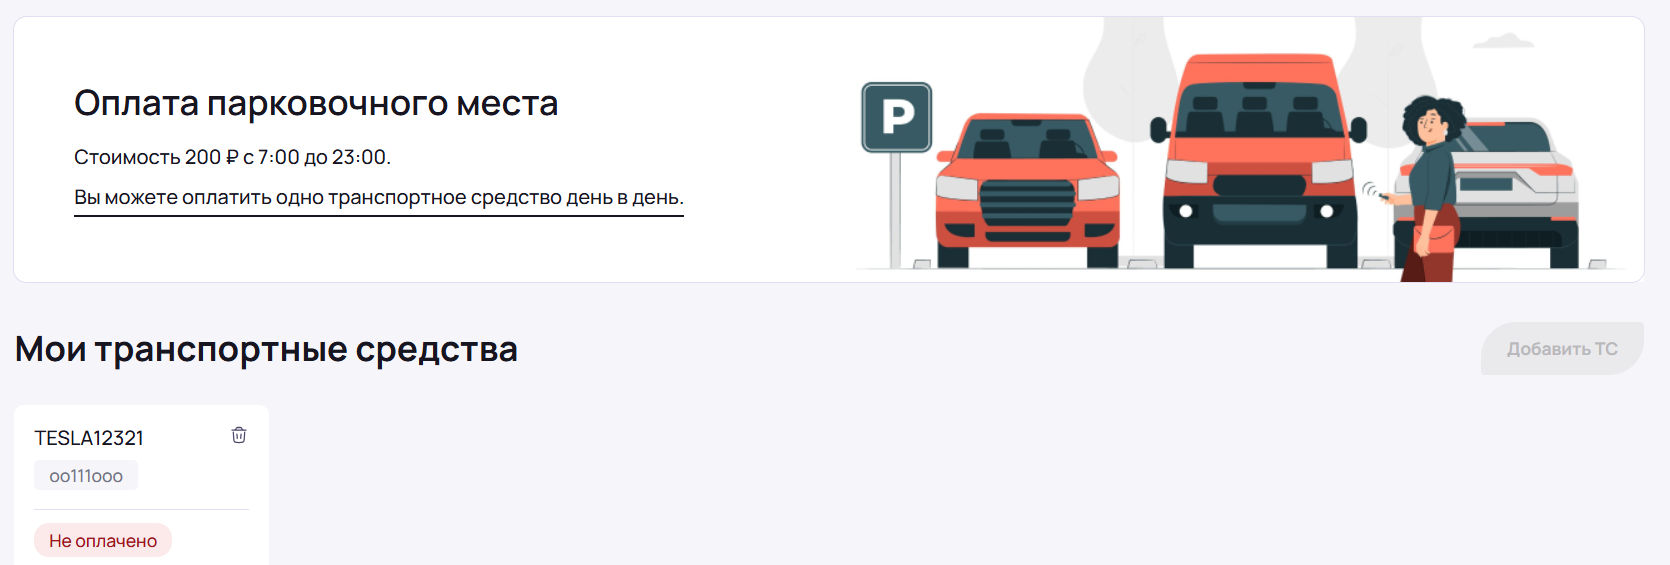 Оплата парковочного места
Стоимость 200 ₽ с 7:00 до 23:00.
Вы можете оплатить одно транспортное средство день в день.
P
Мои транспортные средства
Добавить ТС
TESLA12321
оо111ооо
Не оплачено